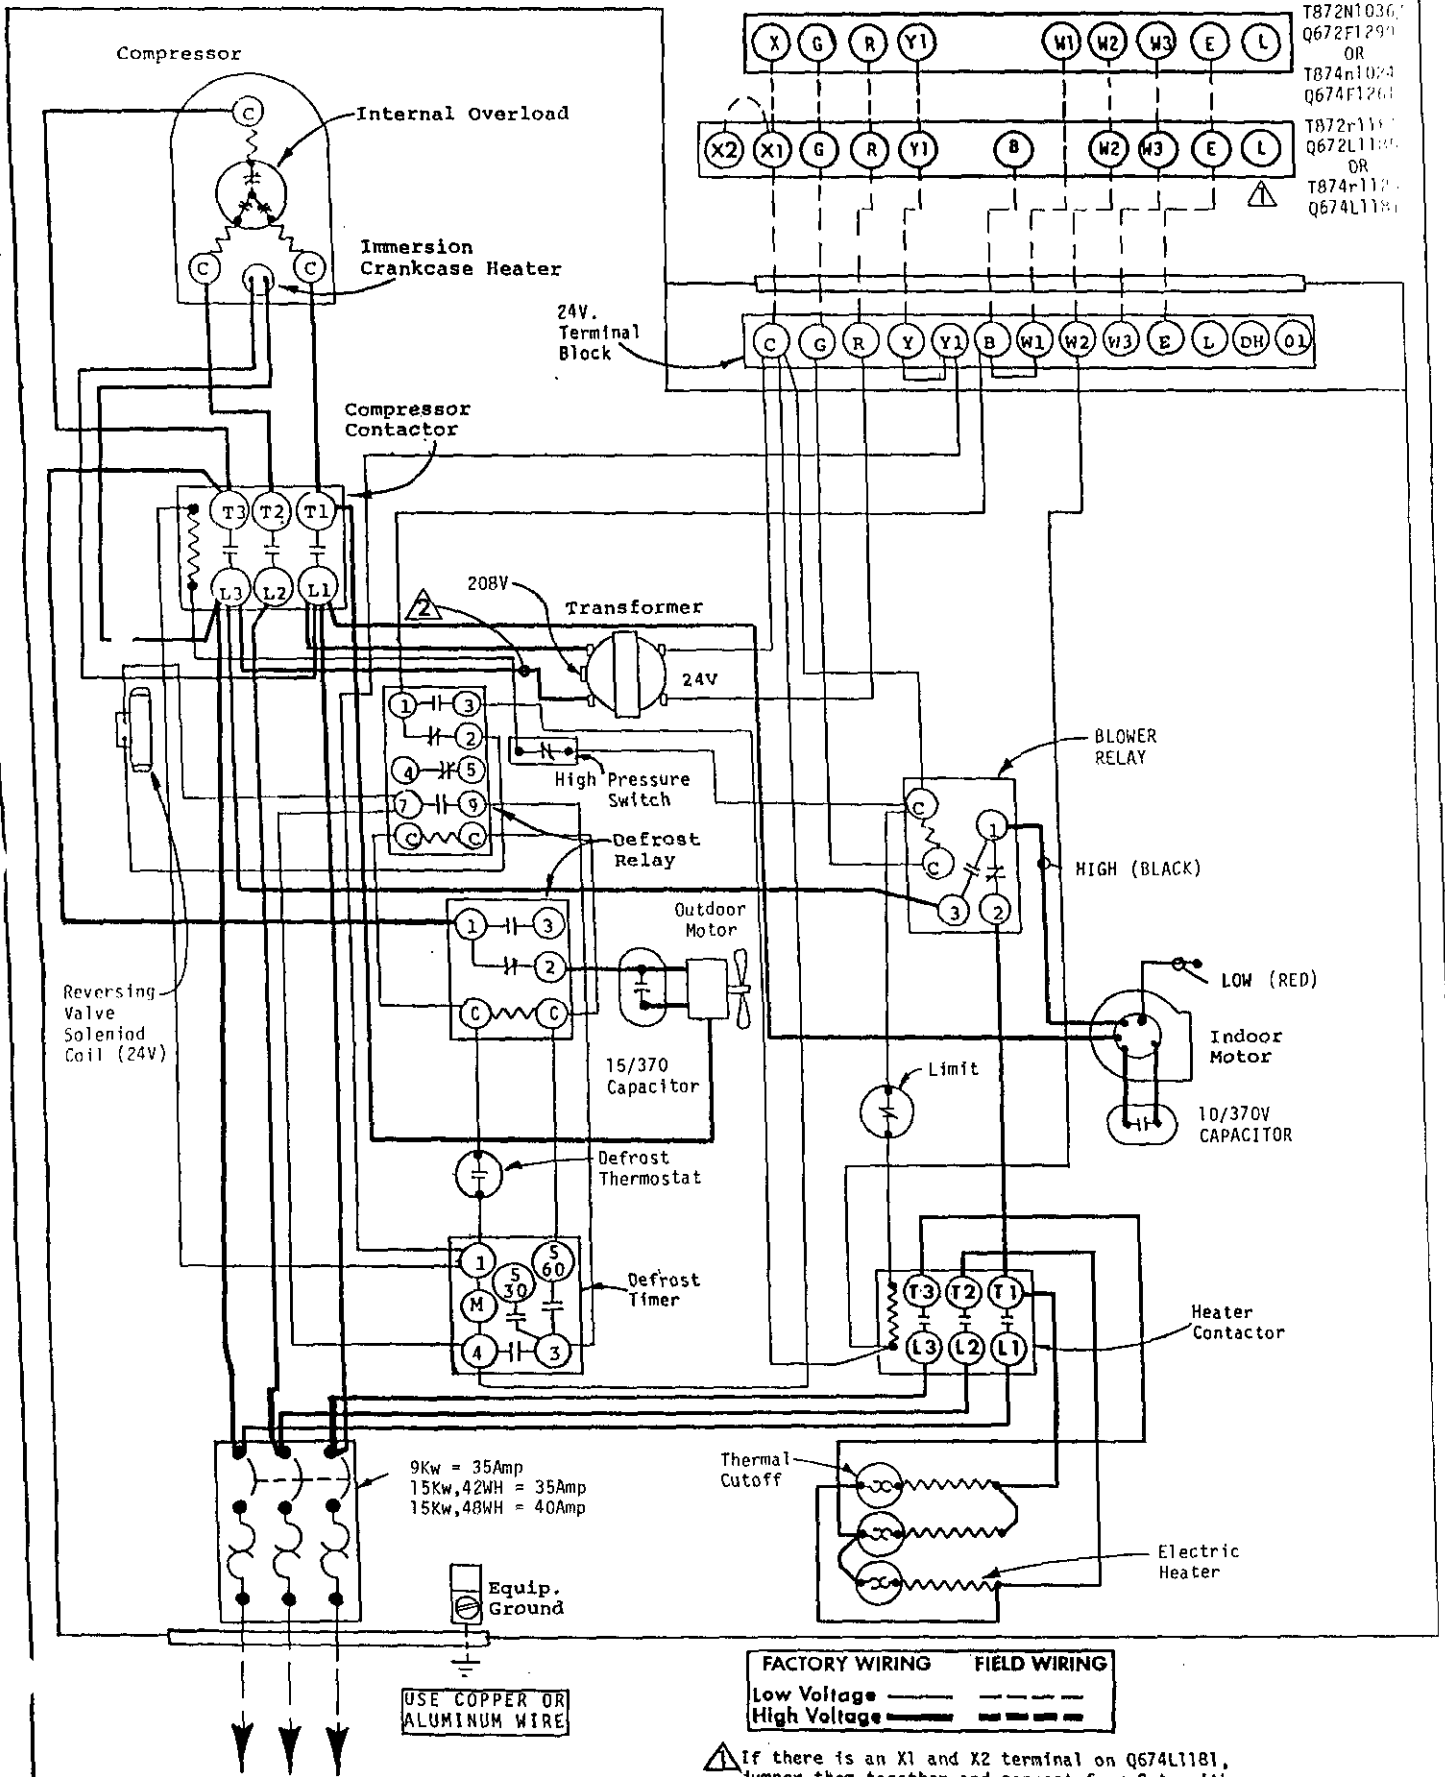 Compressor
Internal Overload
Immersion
Crankcase Heater
C
C
C
X G R Y1 W1 W2 W3 E L
X2 X1 G R Y1 B W2 W3 E L
1
OR
OR
24V.
Terminal
Block
C G R Y Y1 B W1 W2 W3 E L DH 01
Compressor
Contactor
T3 T2 T1
L3 L2 L1
2
208V
Transformer
24V
1 3
2
4 5
7 9
C C
High Pressure
Switch
Defrost
Relay
BLOWER
RELAY
C
1
C
3 2
HIGH (BLACK)
1 3
2
C C
Outdoor
Motor
LOW (RED)
Reversing
Valve
Soleniod
Coil (24V)
15/370
Capacitor
Indoor
Motor
Limit
10/370V
CAPACITOR
Defrost
Thermostat
1
S
30
S
60
M
4 3
Defrost
Timer
T3 T2 T1
L3 L2 L1
Heater
Contactor
9Kw = 35Amp
15Kw,42WH = 35Amp
15Kw,48WH = 40Amp
Thermal
Cutoff
Electric
Heater
Equip.
Ground
USE COPPER OR
ALUMINUM WIRE
FACTORY WIRING FIELD WIRING
Low Voltage
High Voltage
1 If there is an X1 and X2 terminal on Q674L1181,